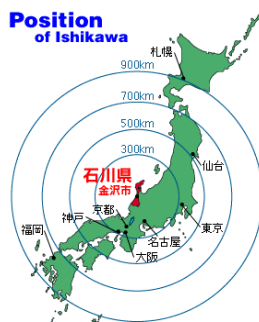 Position
of Ishikawa
札幌
900km
700km
500km
300km
仙台
石川県
金沢市
京都
神戸
福岡
東京
名古屋
大阪